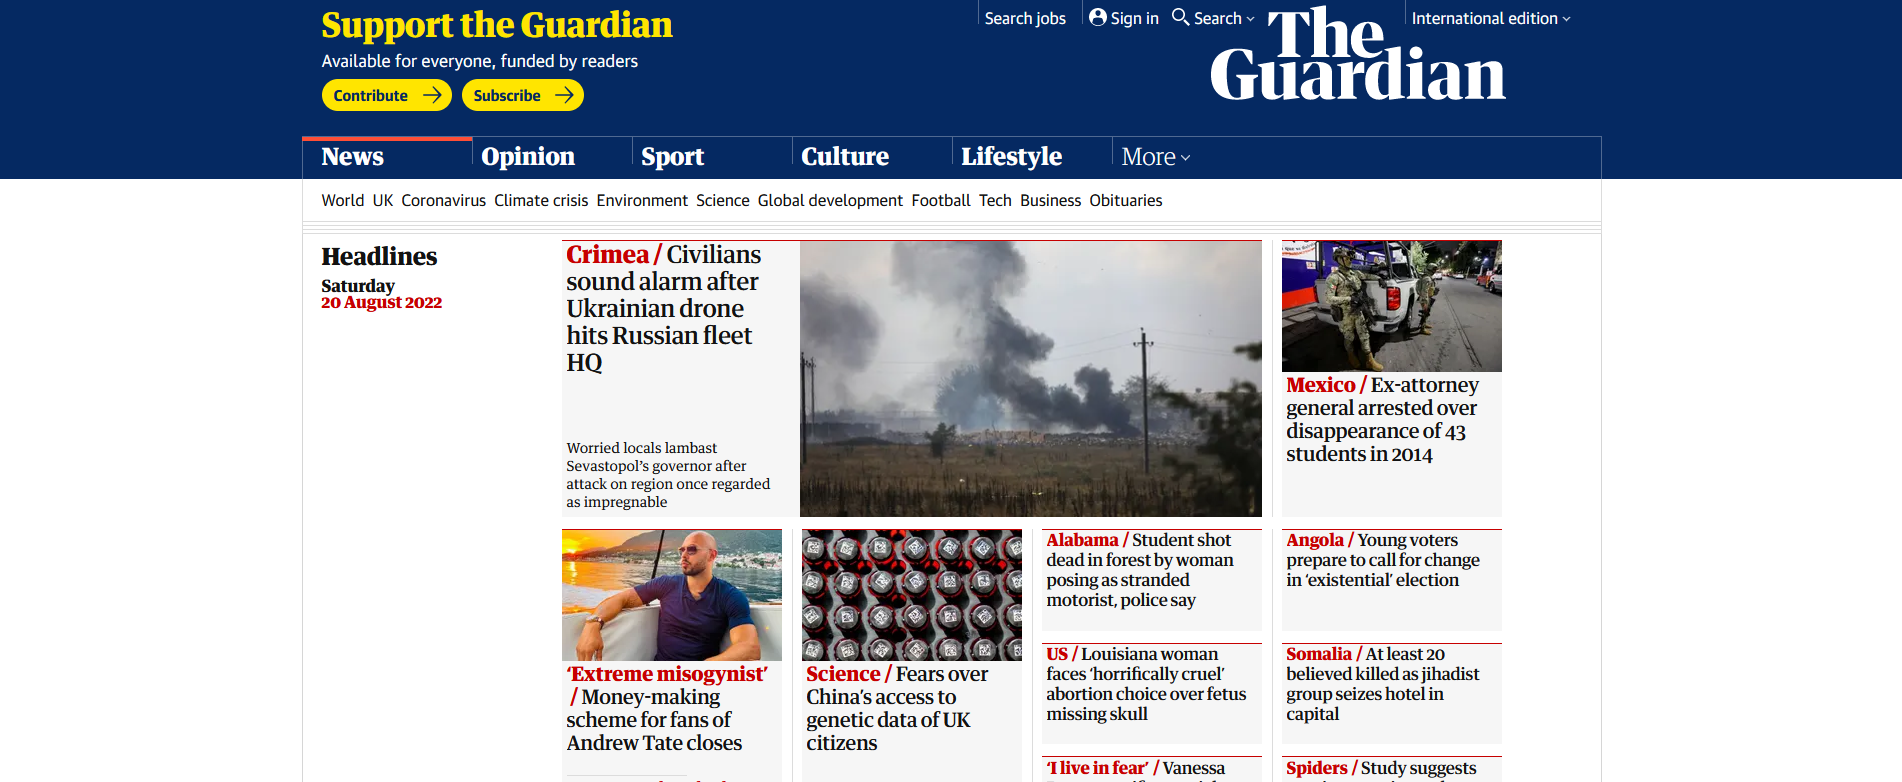 Support the Guardian
Available for everyone, funded by readers
Contribute
Subscribe
Search jobs
Sign in
Search
International edition
The
Guardian
News
Opinion
Sport
Culture
Lifestyle
More
World UK Coronavirus Climate crisis Environment Science Global development Football Tech Business Obituaries
Headlines
Saturday
20 August 2022
Crimea / Civilians
sound alarm after
Ukrainian drone
hits Russian fleet
HQ
Worried locals lambast
Sevastopol's governor after
attack on region once regarded
as impregnable
Mexico / Ex-attorney
general arrested over
disappearance of 43
students in 2014
'Extreme misogynist'
/ Money-making
scheme for fans of
Andrew Tate closes
Science / Fears over
China's access to
genetic data of UK
citizens
Alabama / Student shot
dead in forest by woman
posing as stranded
motorist, police say
US / Louisiana woman
faces 'horrifically cruel'
abortion choice over fetus
missing skull
'I live in fear' / Vanessa
Angola / Young voters
prepare to call for change
in 'existential' election
Somalia / At least 20
believed killed as jihadist
group seizes hotel in
capital
Spiders / Study suggests